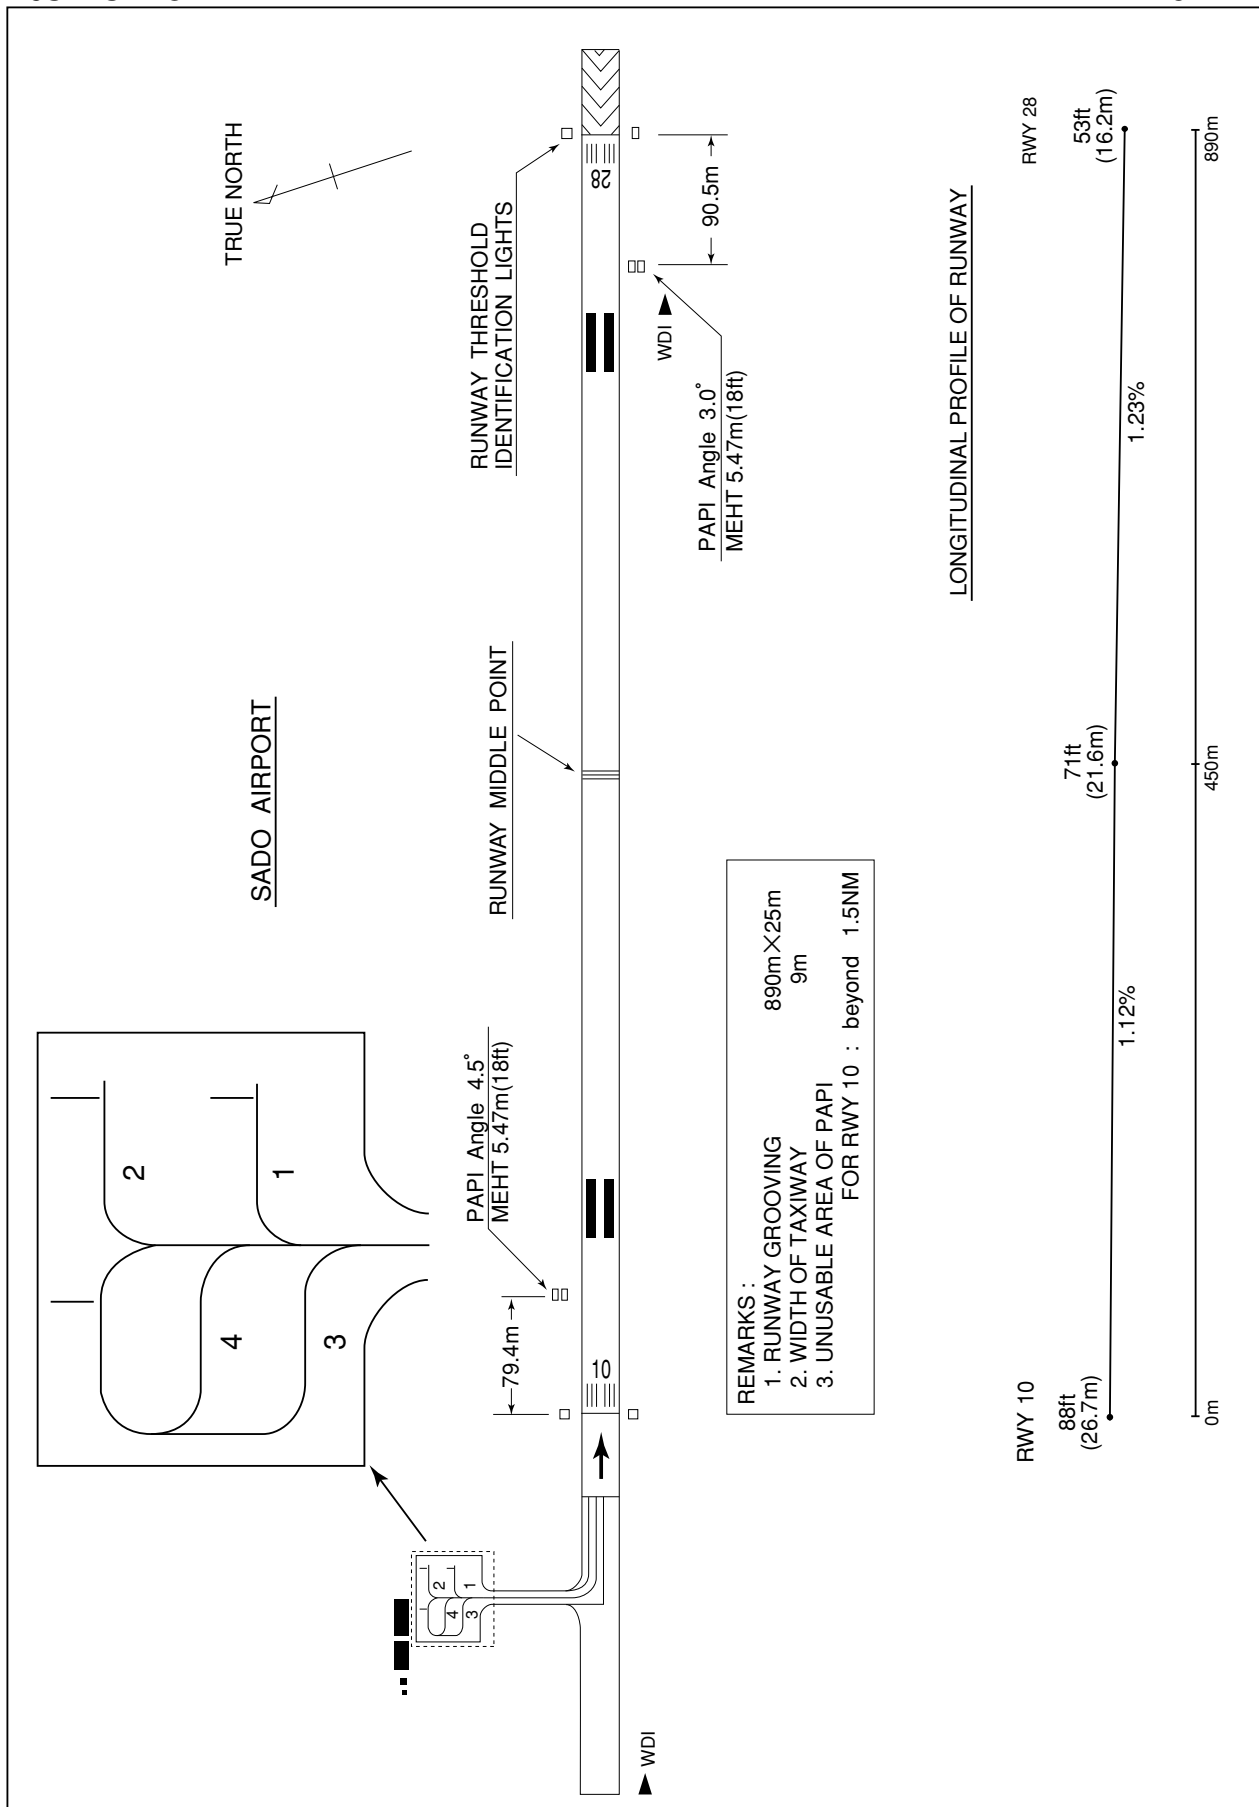 SADO AIRPORT
TRUE NORTH
2
1
4
3
2
1
4
3
PAPI Angle 4.5°
MEHT 5.47m(18ft)
79.4m
RUNWAY MIDDLE POINT
RUNWAY THRESHOLD
IDENTIFICATION LIGHTS
10
28
90.5m
WDI
WDI
PAPI Angle 3.0°
MEHT 5.47m(18ft)
REMARKS :
1. RUNWAY GROOVING 890m×25m
2. WIDTH OF TAXIWAY 9m
3. UNUSABLE AREA OF PAPI
FOR RWY 10 : beyond 1.5NM
LONGITUDINAL PROFILE OF RUNWAY
RWY 10
88ft
(26.7m)
71ft
(21.6m)
RWY 28
53ft
(16.2m)
1.12%
1.23%
0m
450m
890m